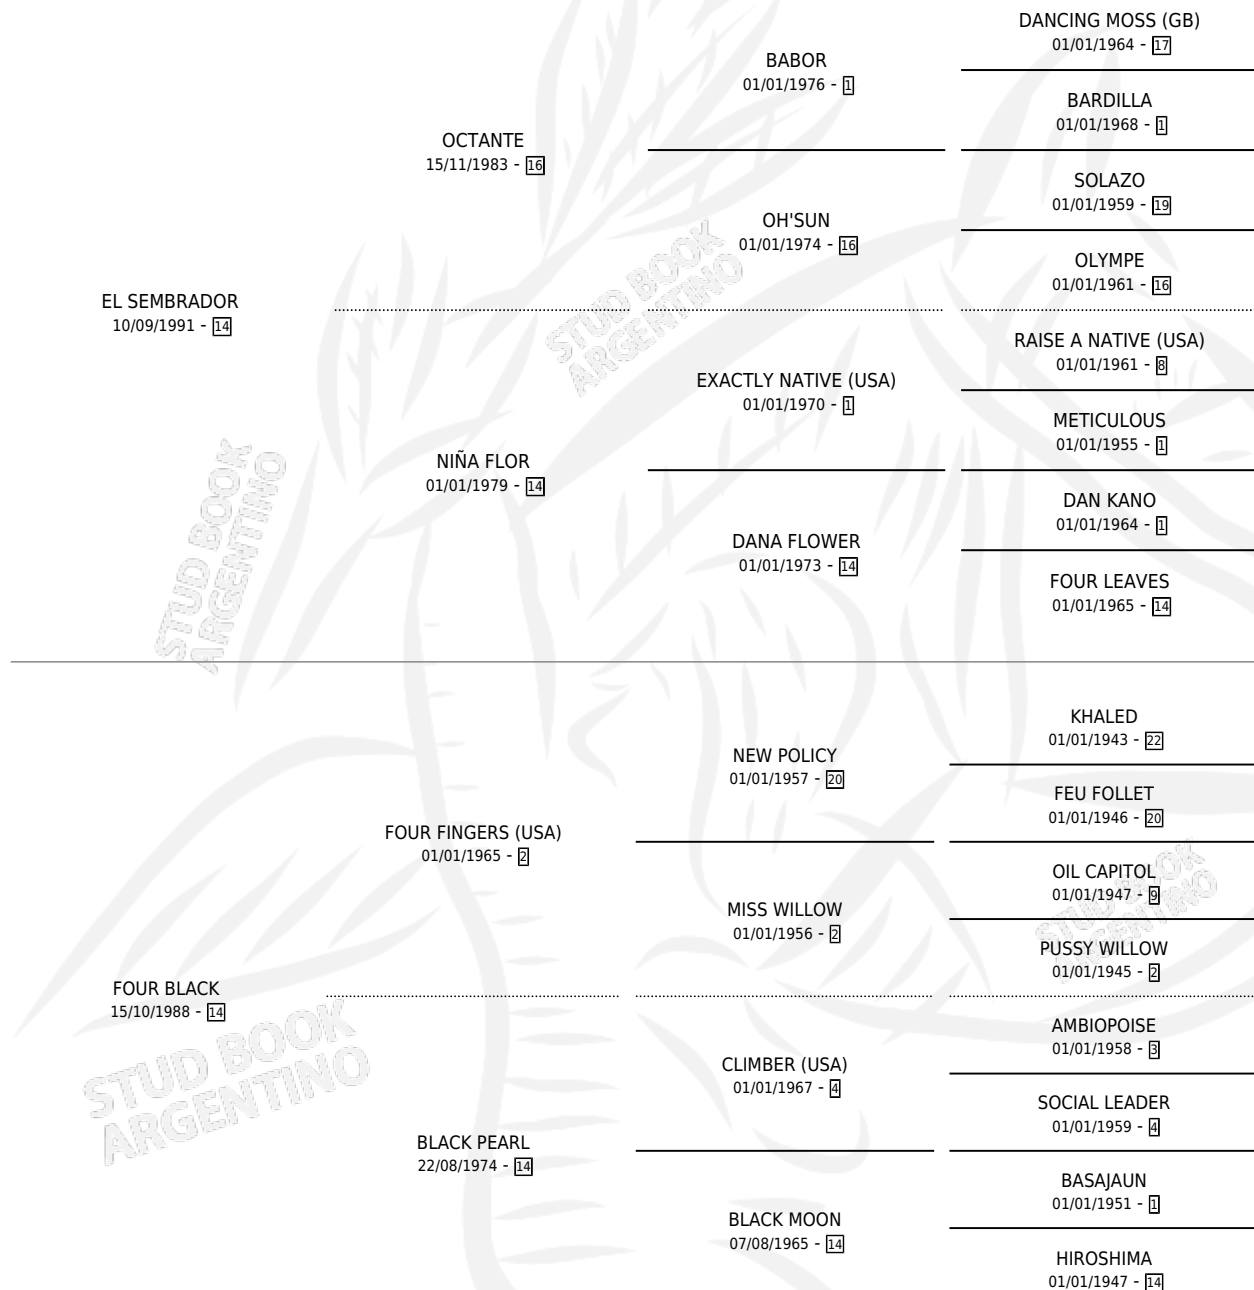 DANCING MOSS (GB)
01/01/1964 - 17
BABOR
01/01/1976 - 1
BARDILLA
01/01/1968 - 1
OCTANTE
15/11/1983 - 16
SOLAZO
01/01/1959 - 19
OH'SUN
01/01/1974 - 16
OLYMPE
01/01/1961 - 16
EL SEMBRADOR
10/09/1991 - 14
RAISE A NATIVE (USA)
01/01/1961 - 8
EXACTLY NATIVE (USA)
01/01/1970 - 1
METICULOUS
01/01/1955 - 1
NIÑA FLOR
01/01/1979 - 14
DAN KANO
01/01/1964 - 1
DANA FLOWER
01/01/1973 - 14
FOUR LEAVES
01/01/1965 - 14
KHALED
01/01/1943 - 22
NEW POLICY
01/01/1957 - 20
FEU FOLLET
01/01/1946 - 20
FOUR FINGERS (USA)
01/01/1965 - 2
OIL CAPITOL
01/01/1947 - 9
MISS WILLOW
01/01/1956 - 2
PUSSY WILLOW
01/01/1945 - 2
FOUR BLACK
15/10/1988 - 14
AMBIOPOISE
01/01/1958 - 3
CLIMBER (USA)
01/01/1967 - 4
SOCIAL LEADER
01/01/1959 - 4
BLACK PEARL
22/08/1974 - 14
BASAJAUN
01/01/1951 - 1
BLACK MOON
07/08/1965 - 14
HIROSHIMA
01/01/1947 - 14
STUD BOOK
ARGENTINO
STUD BOOK
ARGENTINO
STUD BOOK
ARGENTINO
STUD BOOK
ARGENTINO